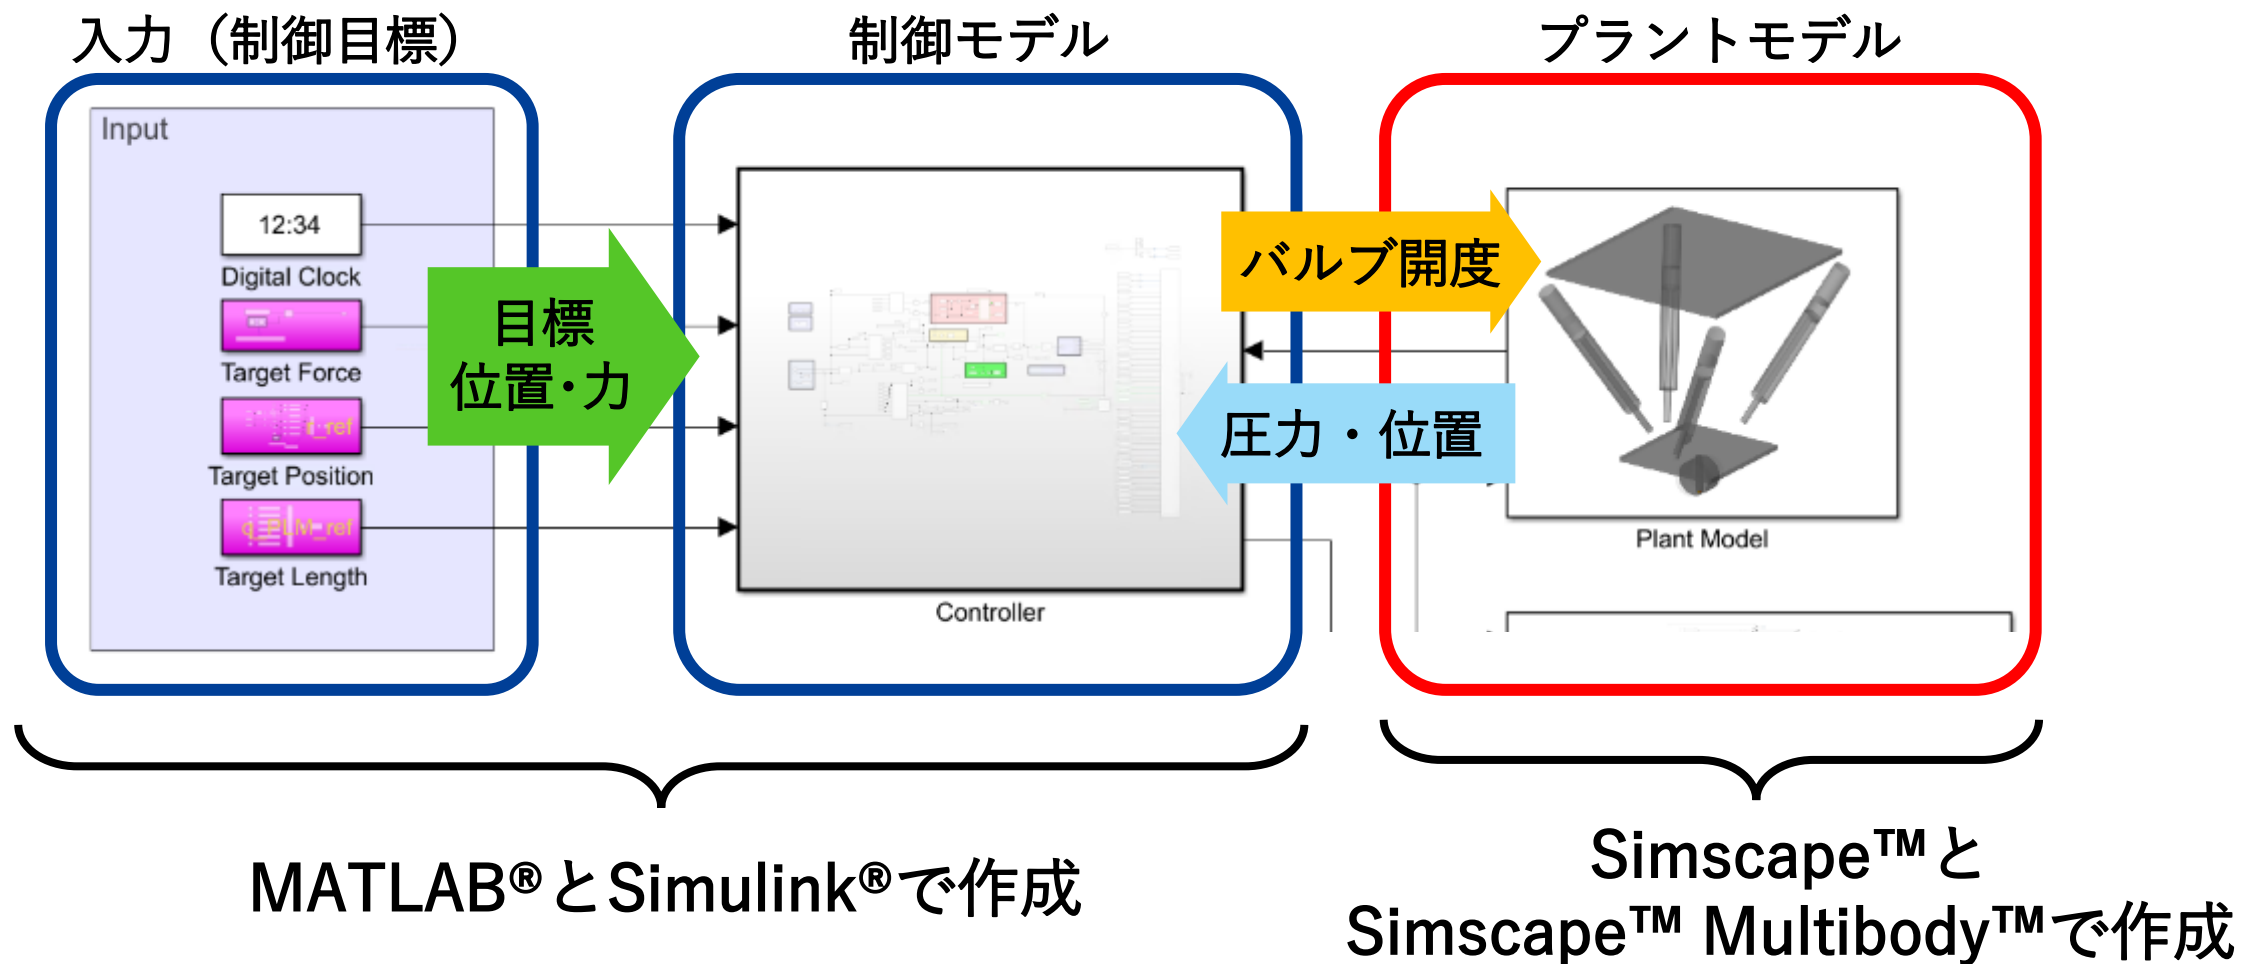 入力（制御目標）
制御モデル
プラントモデル
Input
12:34
Digital Clock
Target Force
r_ref
Target Position
q_PLM_ref
Target Length
目標
位置・力
Controller
バルブ開度
圧力・位置
Plant Model
MATLAB®とSimulink®で作成
Simscape™と
Simscape™ Multibody™で作成